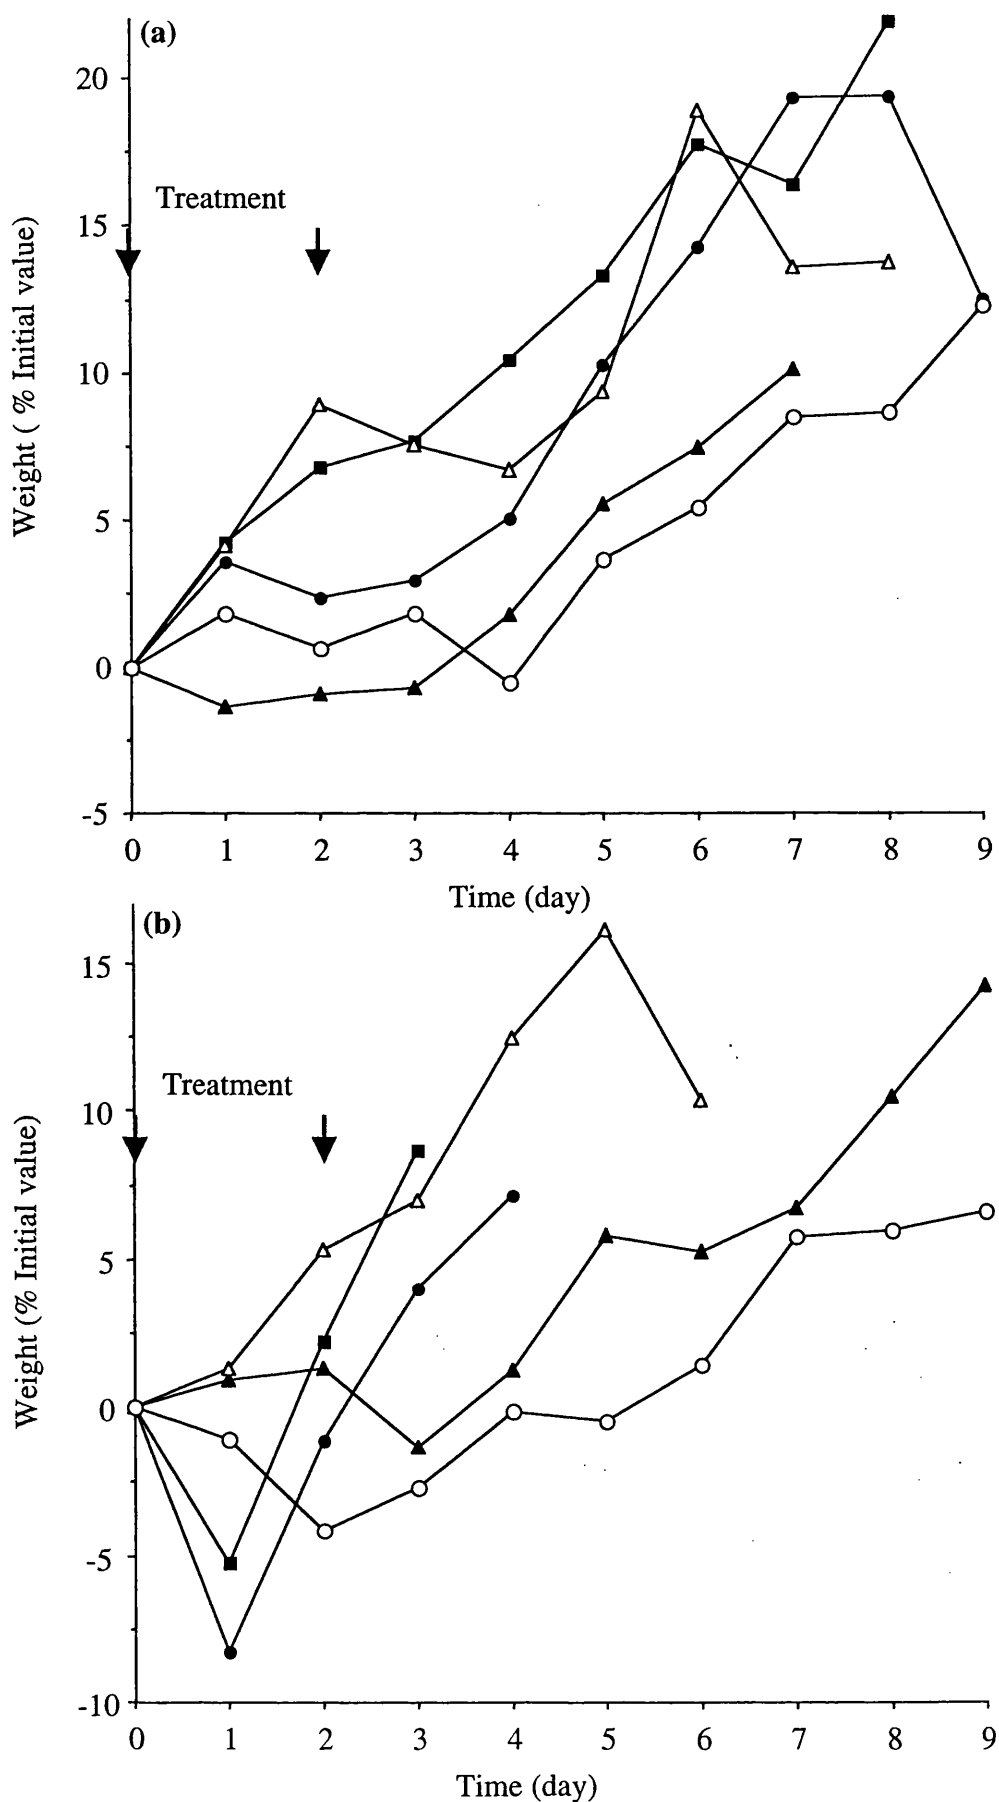 (a)
20
Treatment
15
10
5
0
-5
Weight ( % Initial value)
0 1 2 3 4 5 6 7 8 9
Time (day)
(b)
15
Treatment
10
5
0
-5
-10
Weight (% Initial value)
0 1 2 3 4 5 6 7 8 9
Time (day)